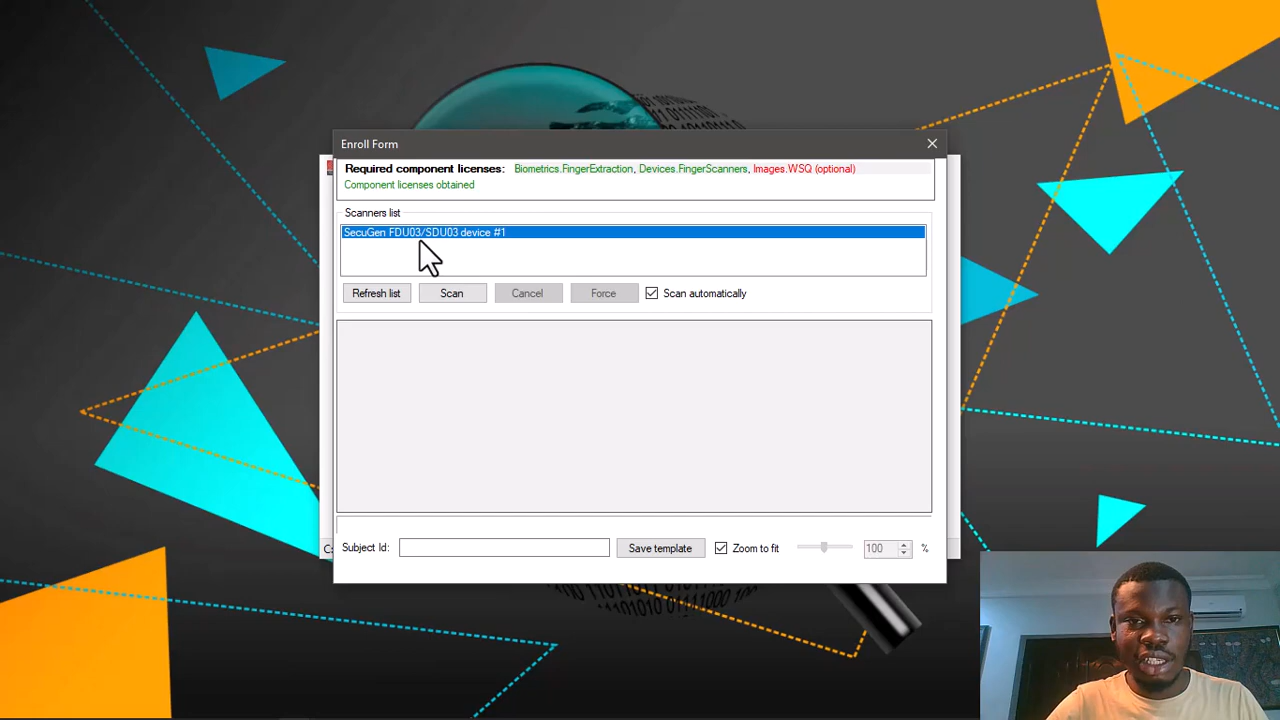 Enroll Form
Required component licenses: Biometrics.FingerExtraction, Devices.FingerScanners, Images.WSQ (optional)
Component licenses obtained
Scanners list
SecuGen FDU03/SDU03 device #1
Refresh list Scan Cancel Force Scan automatically
Subject Id: Save template Zoom to fit 100 %